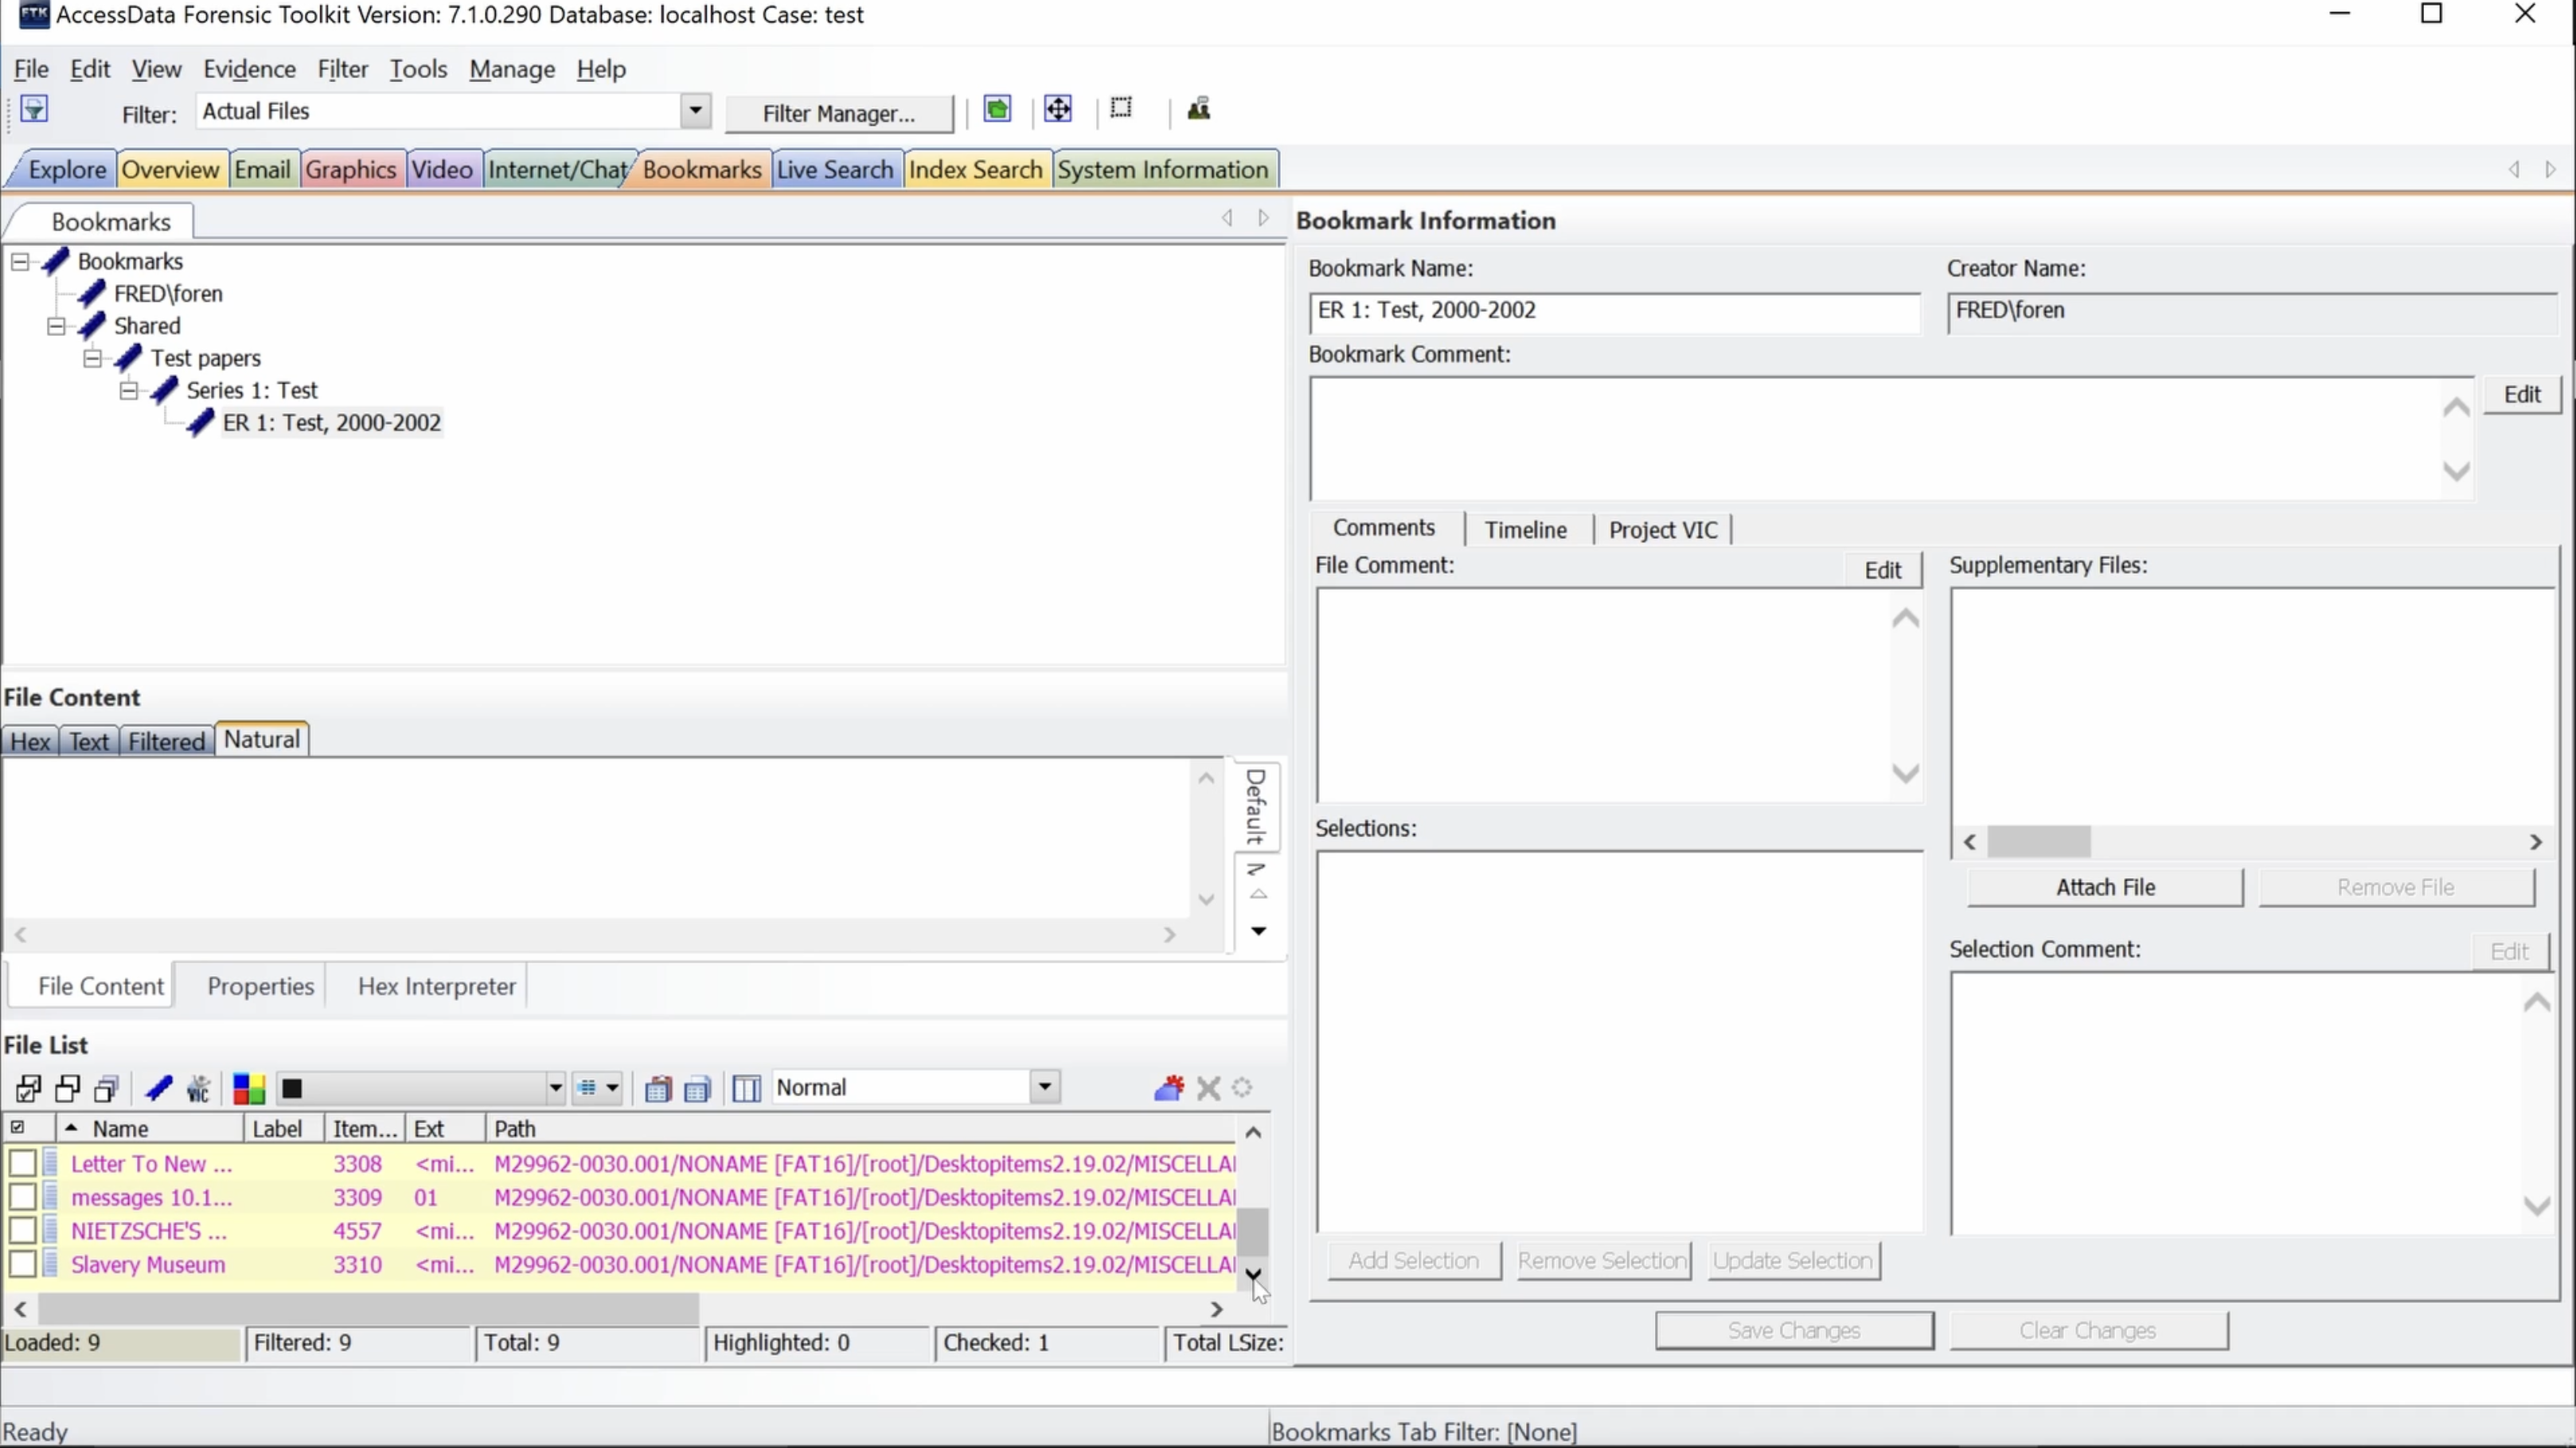 FTK AccessData Forensic Toolkit Version: 7.1.0.290 Database: localhost Case: test
File Edit View Evidence Filter Tools Manage Help
Filter: Actual Files Filter Manager...
Explore Overview Email Graphics Video Internet/Chat Bookmarks Live Search Index Search System Information
Bookmarks
Bookmarks
FRED\foren
Shared
Test papers
Series 1: Test
ER 1: Test, 2000-2002
File Content
Hex Text Filtered Natural
Default
File Content Properties Hex Interpreter
File List
VIC Normal
Name Label Item... Ext Path
Letter To New ... 3308 <mi... M29962-0030.001/NONAME [FAT16]/[root]/Desktopitems2.19.02/MISCELLA
messages 10.1... 3309 01 M29962-0030.001/NONAME [FAT16]/[root]/Desktopitems2.19.02/MISCELLA
NIETZSCHE'S ... 4557 <mi... M29962-0030.001/NONAME [FAT16]/[root]/Desktopitems2.19.02/MISCELLA
Slavery Museum 3310 <mi... M29962-0030.001/NONAME [FAT16]/[root]/Desktopitems2.19.02/MISCELLA
Loaded: 9 Filtered: 9 Total: 9 Highlighted: 0 Checked: 1 Total LSize:
Bookmark Information
Bookmark Name: Creator Name:
ER 1: Test, 2000-2002 FRED\foren
Bookmark Comment:
Edit
Comments Timeline Project VIC
File Comment: Edit Supplementary Files:
Selections:
Attach File Remove File
Selection Comment: Edit
Add Selection Remove Selection Update Selection
Save Changes Clear Changes
Ready Bookmarks Tab Filter: [None]